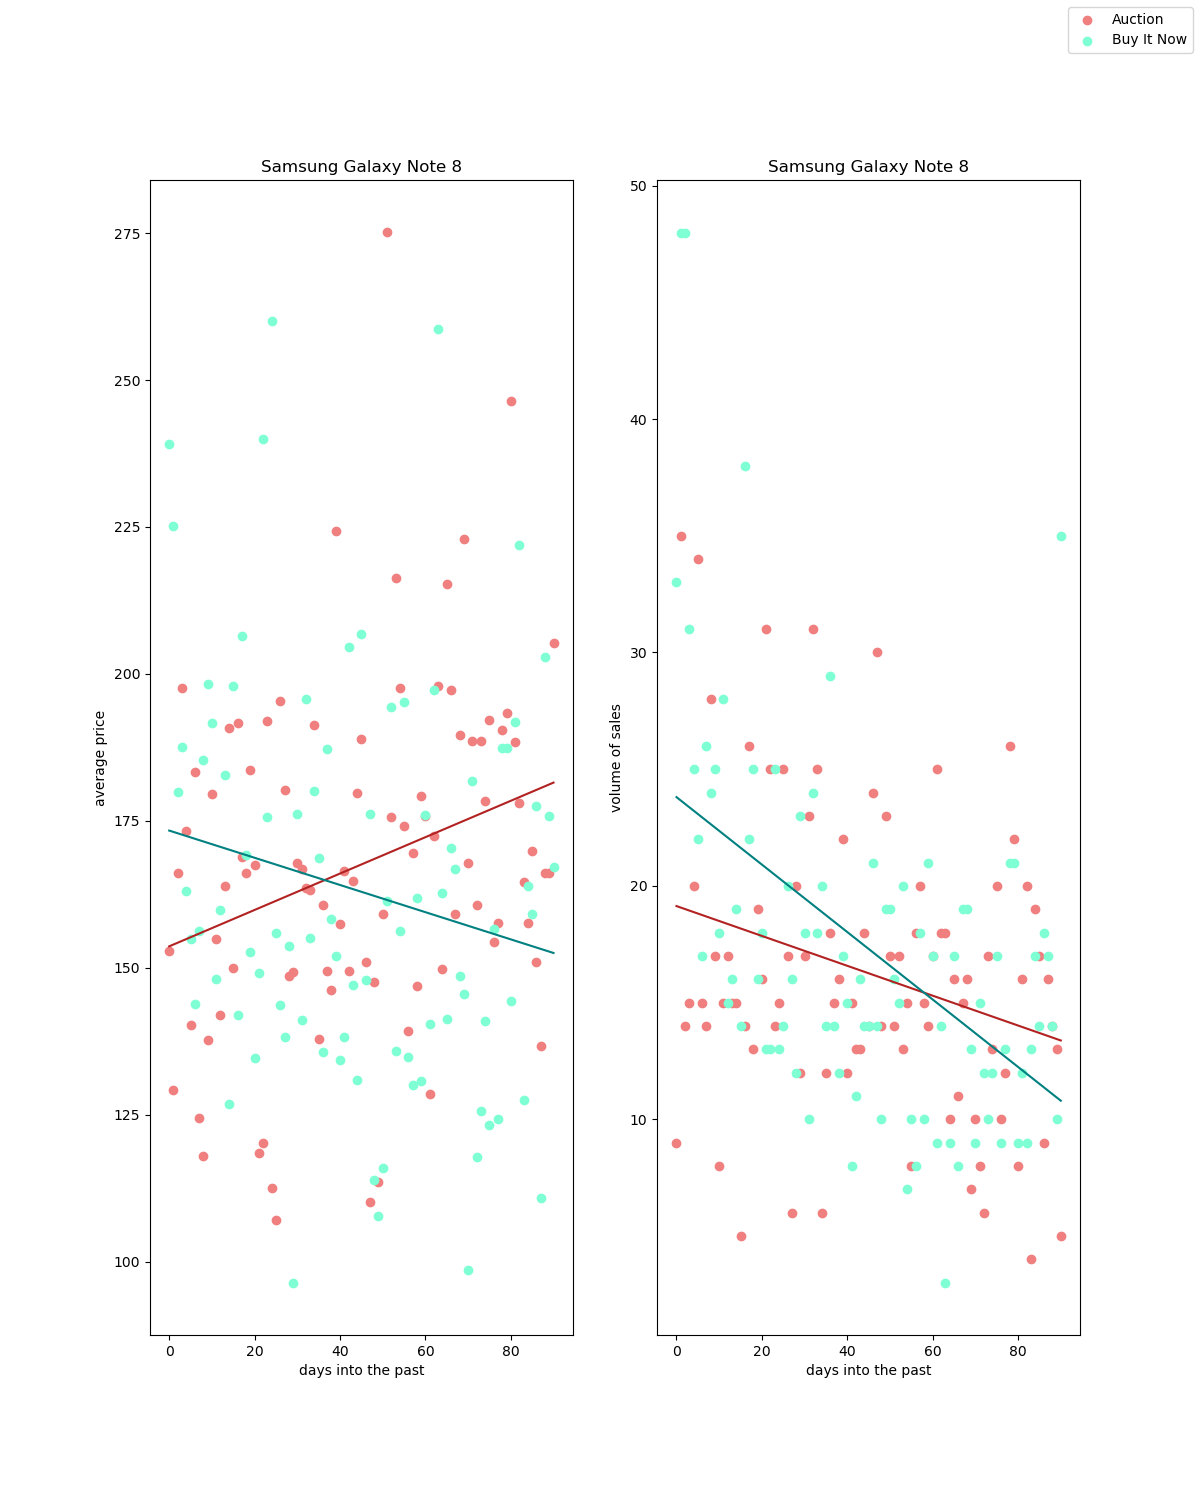 Auction
Buy It Now
Samsung Galaxy Note 8
275
250
225
200
175
150
125
100
average price
0 20 40 60 80
days into the past
Samsung Galaxy Note 8
50
40
30
20
10
volume of sales
0 20 40 60 80
days into the past